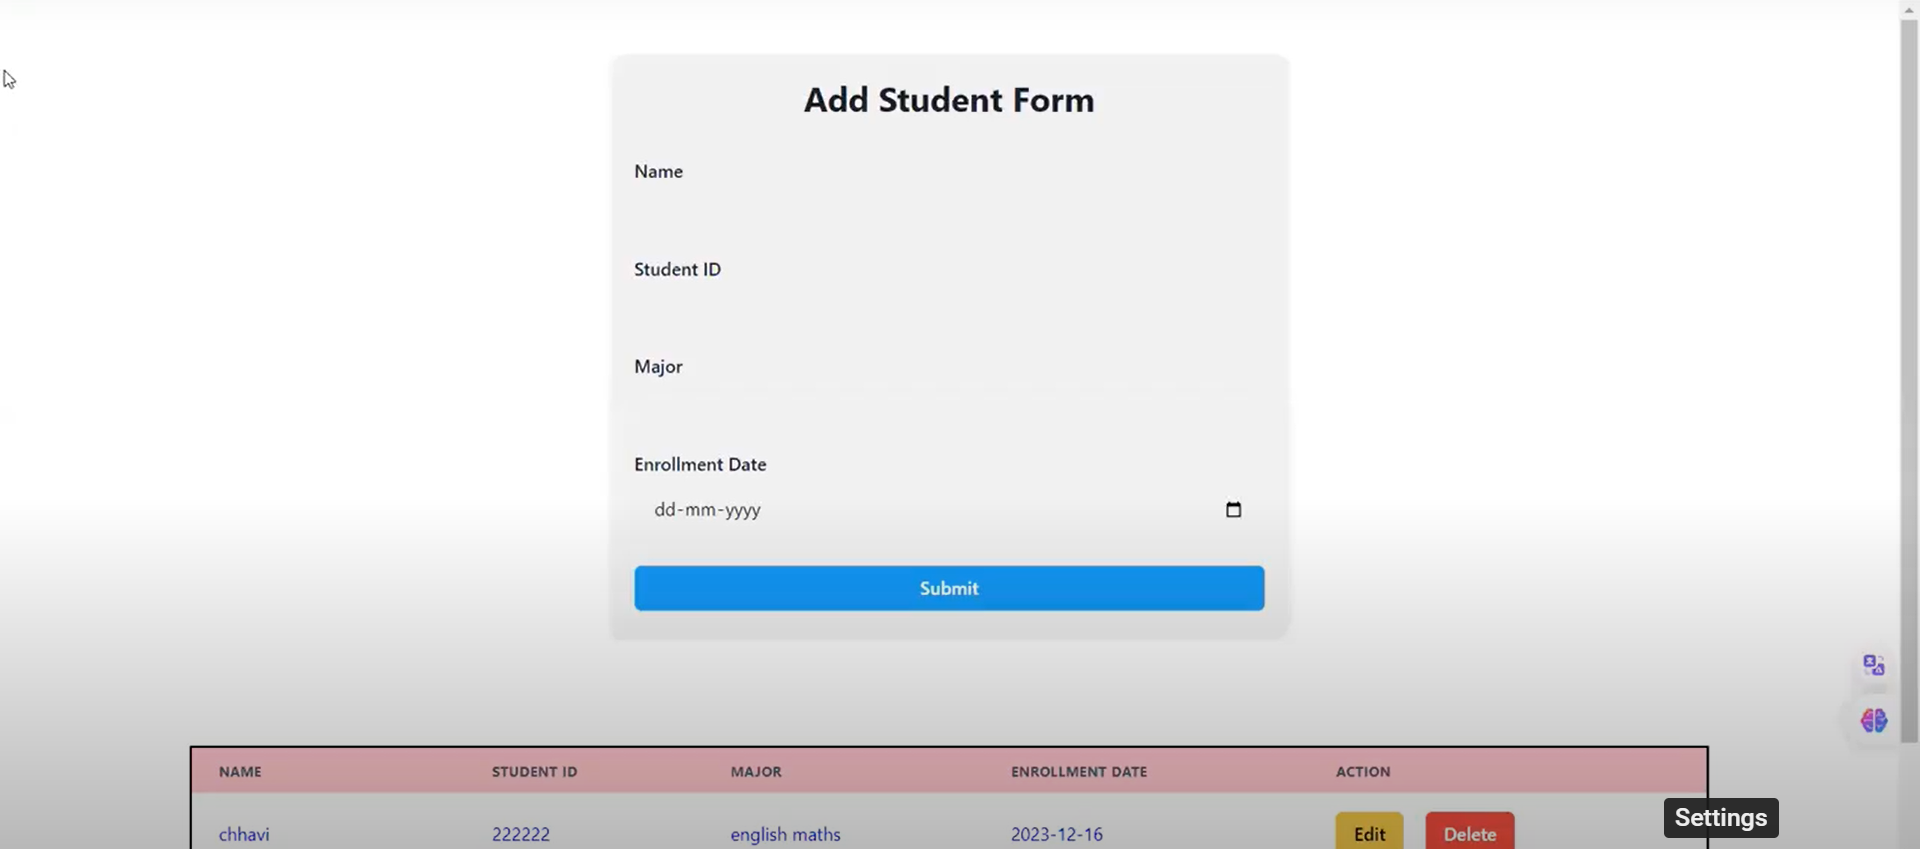 Add Student Form
Name
Student ID
Major
Enrollment Date
dd-mm-yyyy
Submit
NAME STUDENT ID MAJOR ENROLLMENT DATE ACTION
chhavi 222222 english maths 2023-12-16 Edit Delete
Settings